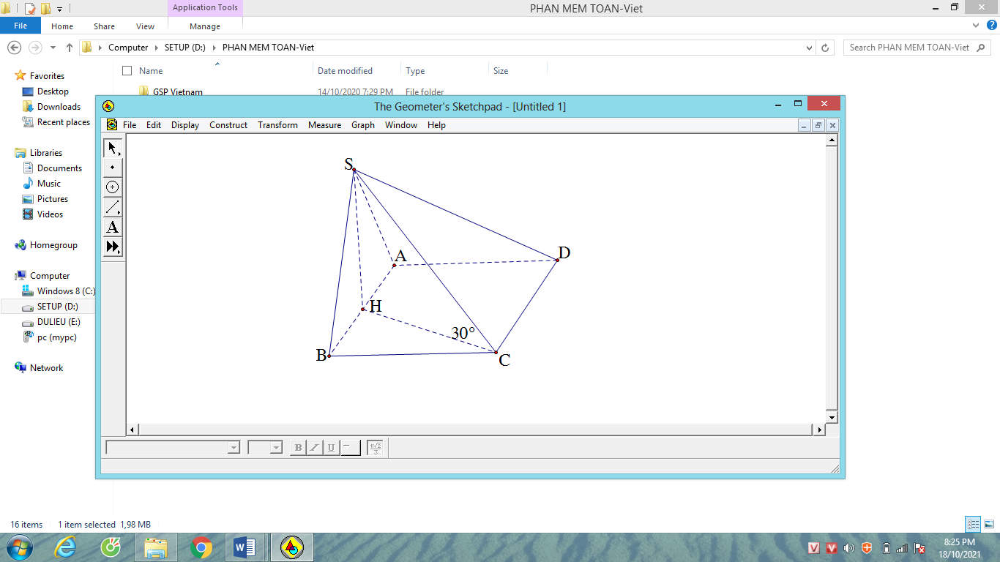 Application Tools
PHAN MEM TOAN-Viet
File Home Share View Manage
Computer SETUP (D:) PHAN MEM TOAN-Viet
Search PHAN MEM TOAN-Viet
Name Date modified Type Size
GSP Vietnam 14/10/2020 7:29 PM File folder
Favorites
Desktop
Downloads
Recent places
Libraries
Documents
Music
Pictures
Videos
Homegroup
Computer
Windows 8 (C:)
SETUP (D:)
DULIEU (E:)
pc (mypc)
Network
The Geometer's Sketchpad - [Untitled 1]
File Edit Display Construct Transform Measure Graph Window Help
A
S
D
A
H
30°
B
C
B I U
16 items 1 item selected 1,98 MB
8:25 PM
18/10/2021